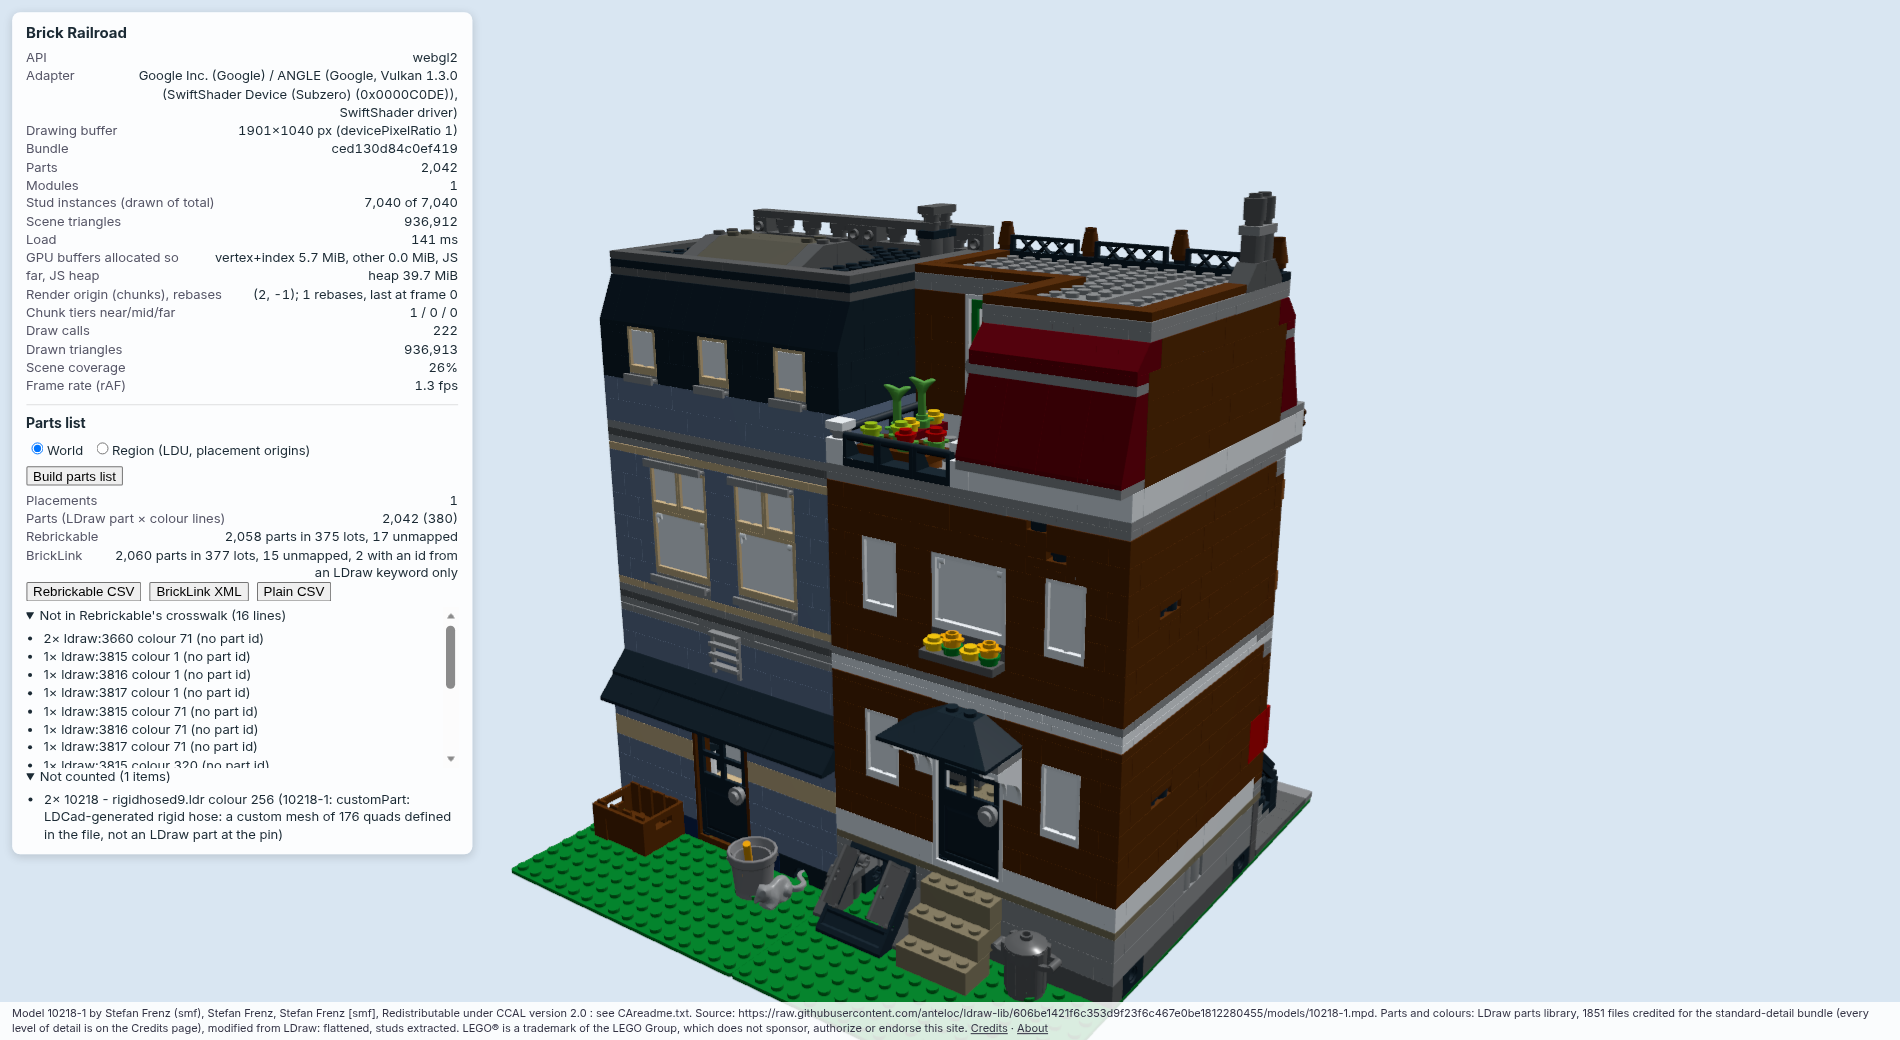 Brick Railroad
API webgl2
Adapter Google Inc. (Google) / ANGLE (Google, Vulkan 1.3.0
(SwiftShader Device (Subzero) (0x0000C0DE)),
SwiftShader driver)
Drawing buffer 1901×1040 px (devicePixelRatio 1)
Bundle ced130d84c0ef419
Parts 2,042
Modules 1
Stud instances (drawn of total) 7,040 of 7,040
Scene triangles 936,912
Load 141 ms
GPU buffers allocated so vertex+index 5.7 MiB, other 0.0 MiB, JS
far, JS heap heap 39.7 MiB
Render origin (chunks), rebases (2, -1); 1 rebases, last at frame 0
Chunk tiers near/mid/far 1 / 0 / 0
Draw calls 222
Drawn triangles 936,913
Scene coverage 26%
Frame rate (rAF) 1.3 fps
Parts list
World Region (LDU, placement origins)
Build parts list
Placements 1
Parts (LDraw part × colour lines) 2,042 (380)
Rebrickable 2,058 parts in 375 lots, 17 unmapped
BrickLink 2,060 parts in 377 lots, 15 unmapped, 2 with an id from
an LDraw keyword only
Rebrickable CSV BrickLink XML Plain CSV
▼ Not in Rebrickable's crosswalk (16 lines)
• 2× ldraw:3660 colour 71 (no part id)
• 1× ldraw:3815 colour 1 (no part id)
• 1× ldraw:3816 colour 1 (no part id)
• 1× ldraw:3817 colour 1 (no part id)
• 1× ldraw:3815 colour 71 (no part id)
• 1× ldraw:3816 colour 71 (no part id)
• 1× ldraw:3817 colour 71 (no part id)
• 1× ldraw:3815 colour 320 (no part id)
▼ Not counted (1 items)
• 2× 10218 - rigidhosed9.ldr colour 256 (10218-1: customPart:
LDCad-generated rigid hose: a custom mesh of 176 quads defined
in the file, not an LDraw part at the pin)
Model 10218-1 by Stefan Frenz (smf), Stefan Frenz, Stefan Frenz [smf], Redistributable under CCAL version 2.0 : see CAreadme.txt. Source: https://raw.githubusercontent.com/anteloc/ldraw-lib/606be1421f6c353d9f23f6c467e0be1812280455/models/10218-1.mpd. Parts and colours: LDraw parts library, 1851 files credited for the standard-detail bundle (every
level of detail is on the Credits page), modified from LDraw: flattened, studs extracted. LEGO® is a trademark of the LEGO Group, which does not sponsor, authorize or endorse this site. Credits · About